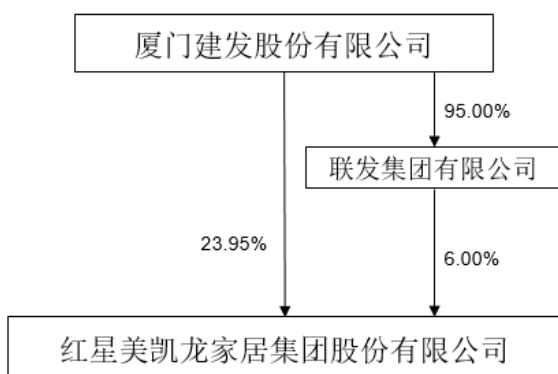 厦门建发股份有限公司
95.00%
联发集团有限公司
23.95%
6.00%
红星美凯龙家居集团股份有限公司